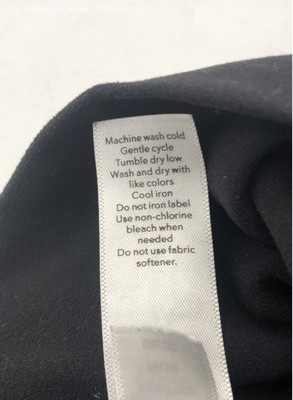 Machine wash cold
Gentle cycle
Tumble dry low
Wash and dry with
like colors
Cool iron
Do not iron label
Use non-chlorine
bleach when
needed
Do not use fabric
softener.